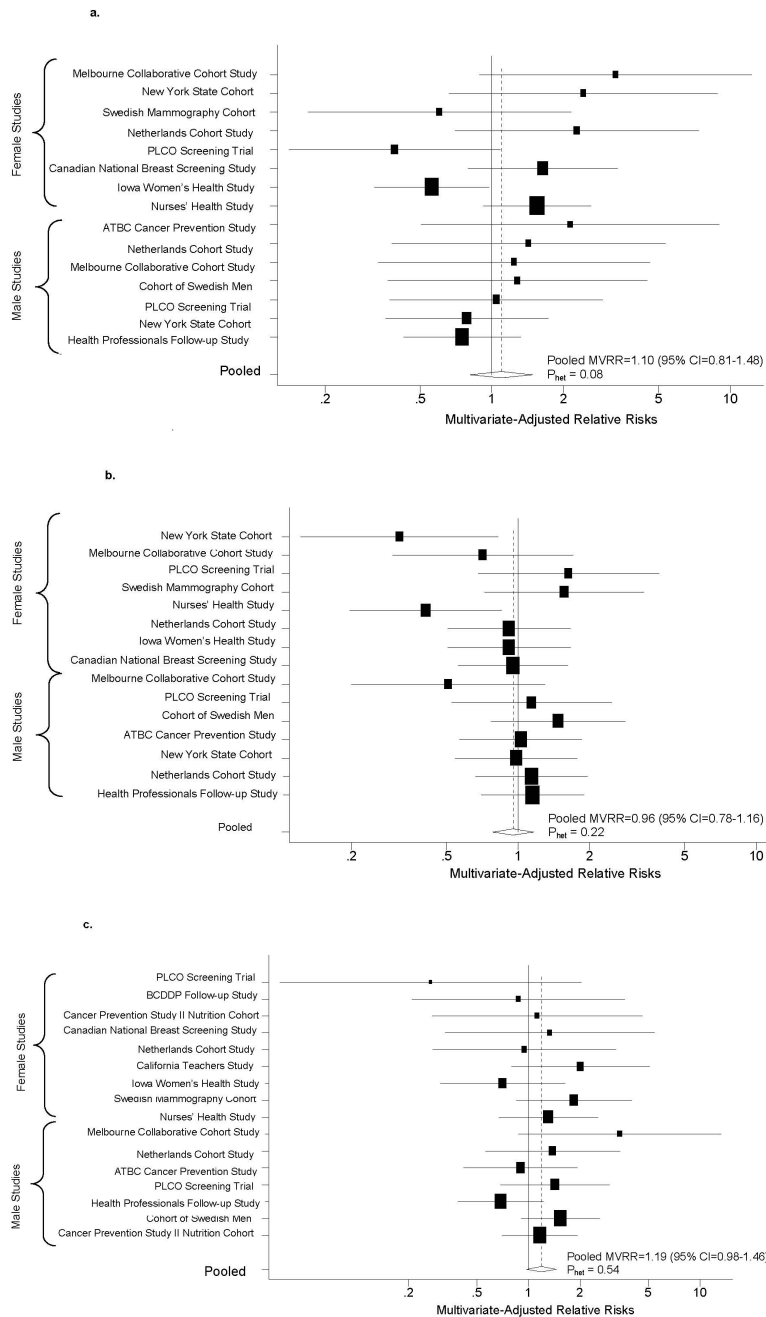 a.
Female Studies
Male Studies
Melbourne Collaborative Cohort Study
New York State Cohort
Swedish Mammography Cohort
Netherlands Cohort Study
PLCO Screening Trial
Canadian National Breast Screening Study
Iowa Women's Health Study
Nurses' Health Study
ATBC Cancer Prevention Study
Netherlands Cohort Study
Melbourne Collaborative Cohort Study
Cohort of Swedish Men
PLCO Screening Trial
New York State Cohort
Health Professionals Follow-up Study
Pooled
Pooled MVRR=1.10 (95% CI=0.81-1.48)
Phet = 0.08
.2 .5 1 2 5 10
Multivariate-Adjusted Relative Risks
b.
Female Studies
Male Studies
New York State Cohort
Melbourne Collaborative Cohort Study
PLCO Screening Trial
Swedish Mammography Cohort
Nurses' Health Study
Netherlands Cohort Study
Iowa Women's Health Study
Canadian National Breast Screening Study
Melbourne Collaborative Cohort Study
PLCO Screening Trial
Cohort of Swedish Men
ATBC Cancer Prevention Study
New York State Cohort
Netherlands Cohort Study
Health Professionals Follow-up Study
Pooled
Pooled MVRR=0.96 (95% CI=0.78-1.16)
Phet = 0.22
.2 .5 1 2 5 10
Multivariate-Adjusted Relative Risks
c.
Female Studies
Male Studies
PLCO Screening Trial
BCDDP Follow-up Study
Cancer Prevention Study II Nutrition Cohort
Canadian National Breast Screening Study
Netherlands Cohort Study
California Teachers Study
Iowa Women's Health Study
Swedish Mammography Cohort
Nurses' Health Study
Melbourne Collaborative Cohort Study
Netherlands Cohort Study
ATBC Cancer Prevention Study
PLCO Screening Trial
Health Professionals Follow-up Study
Cohort of Swedish Men
Cancer Prevention Study II Nutrition Cohort
Pooled
Pooled MVRR=1.19 (95% CI=0.98-1.46)
Phet = 0.54
.2 .5 1 2 5 10
Multivariate-Adjusted Relative Risks